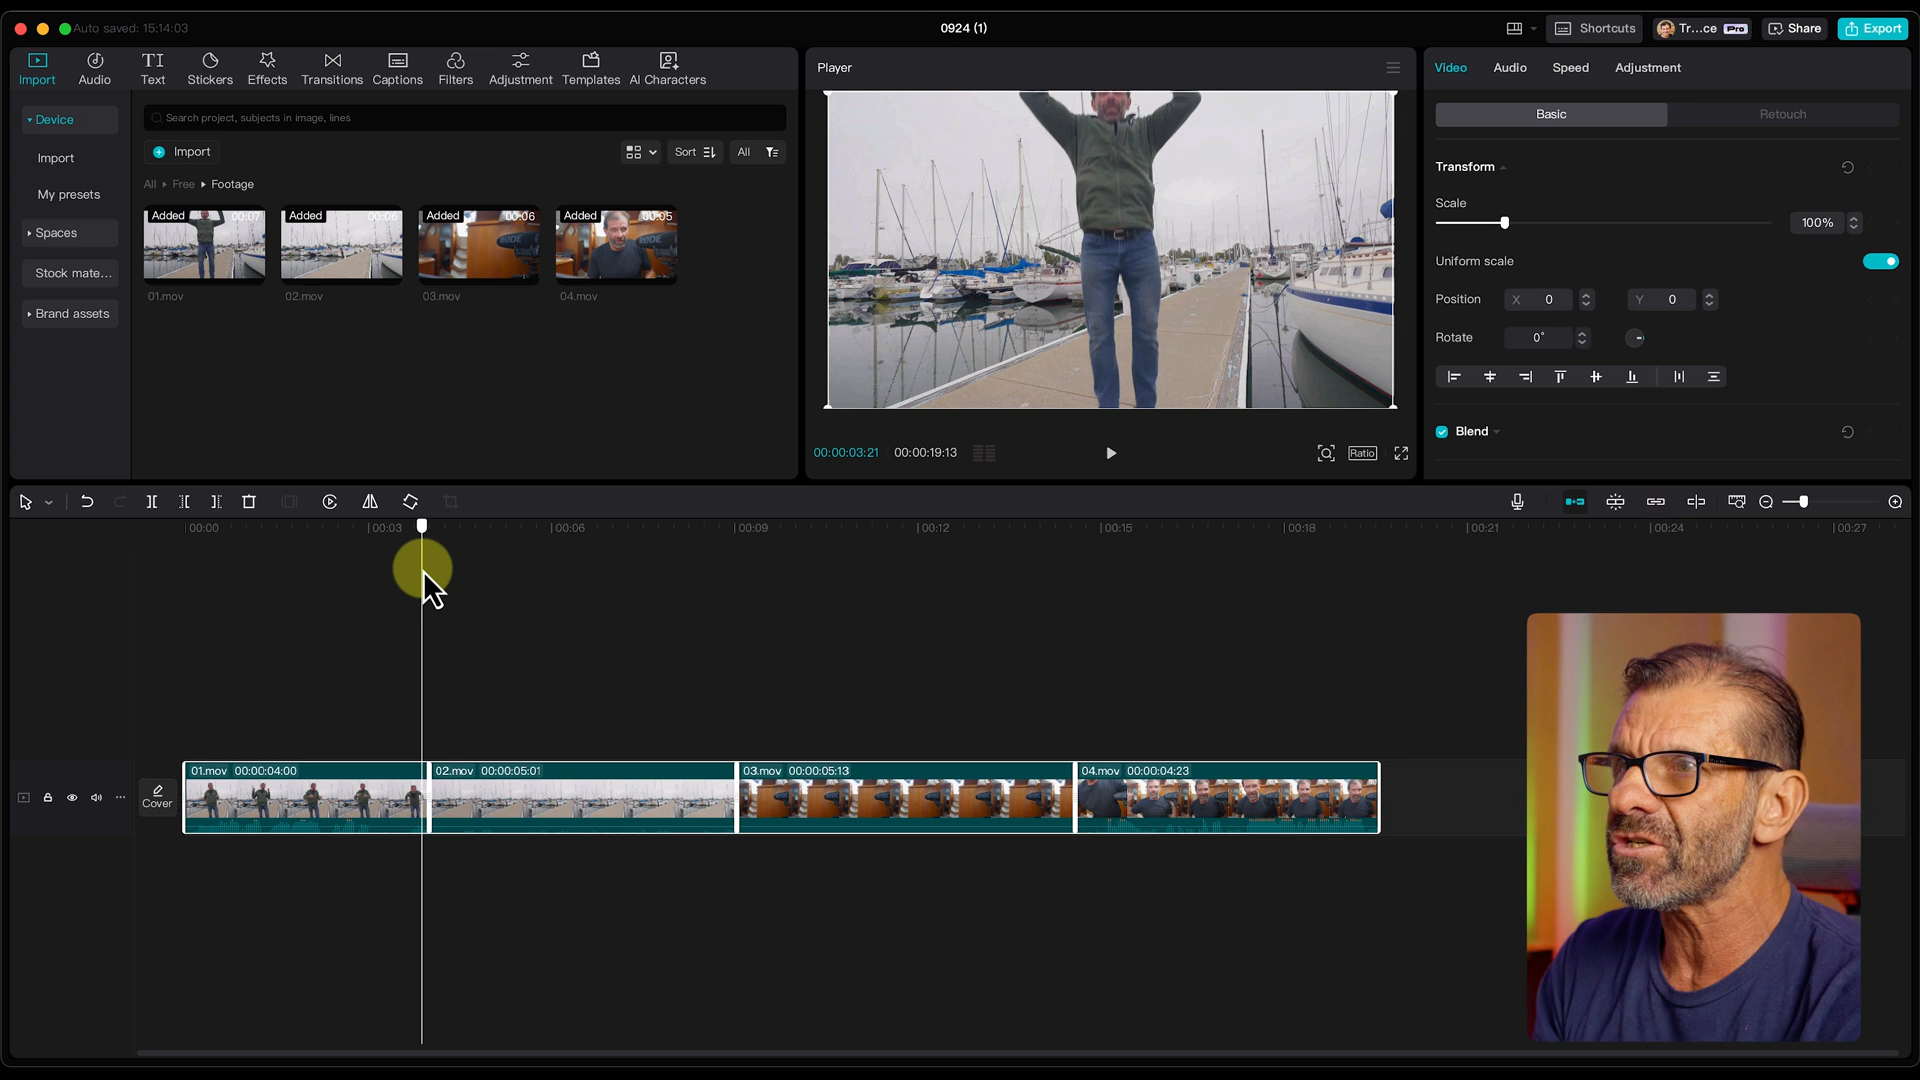 Auto saved: 15:14:03
0924 (1)
Shortcuts
Tr...ce
Pro
Share
Export
Import
Audio
Text
Stickers
Effects
Transitions
Captions
Filters
Adjustment
Templates
AI Characters
Device
Import
My presets
Spaces
Stock mate...
Brand assets
Search project, subjects in image, lines
Import
Sort
All
All
Free
Footage
Added 00:07
Added 00:06
Added 00:06
Added 00:05
RØDE
01.mov
02.mov
03.mov
04.mov
Player
00:00:03:21
00:00:19:13
Ratio
Video
Audio
Speed
Adjustment
Basic
Retouch
Transform
Scale
100%
Uniform scale
Position X 0 Y 0
Rotate 0°
Blend
00:00
00:03
00:06
00:09
00:12
00:15
00:18
00:21
00:24
00:27
Cover
01.mov 00:00:04:00
02.mov 00:00:05:01
03.mov 00:00:05:13
04.mov 00:00:04:23